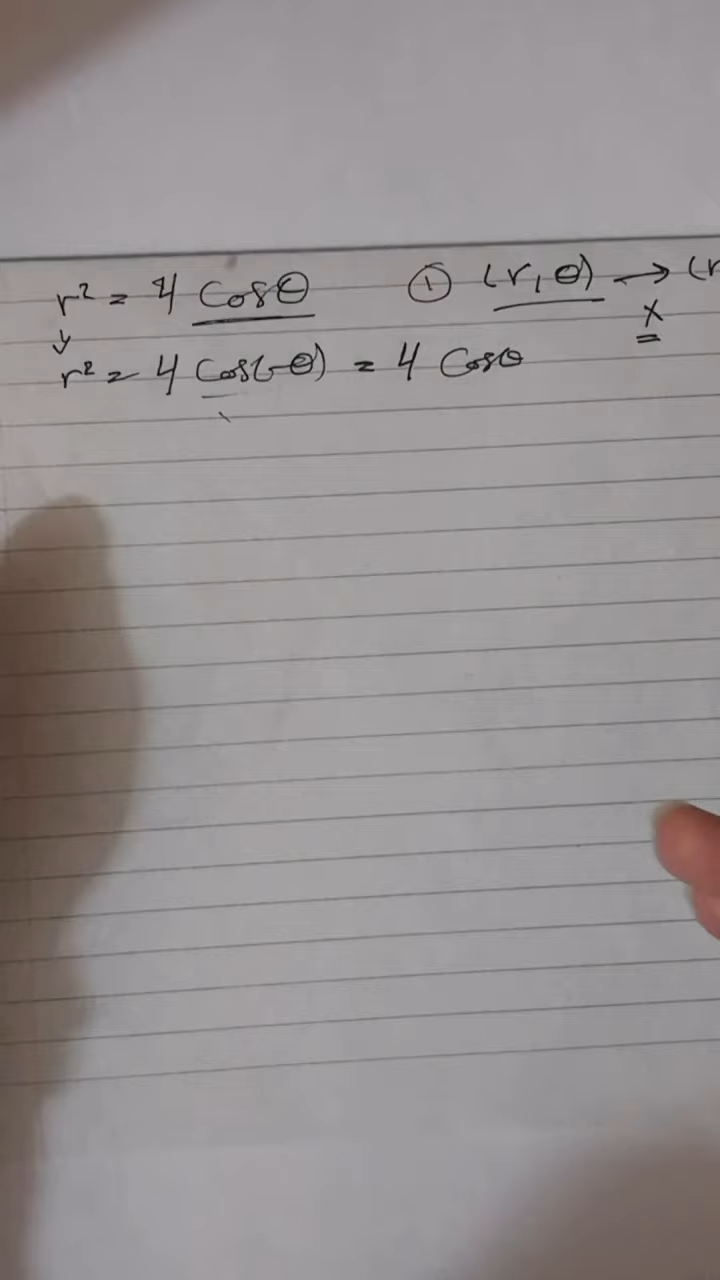 r² = 4 Cosθ ① (r, θ) → (r
↓ x
r² = 4 Cos(-θ) = 4 Cosθ